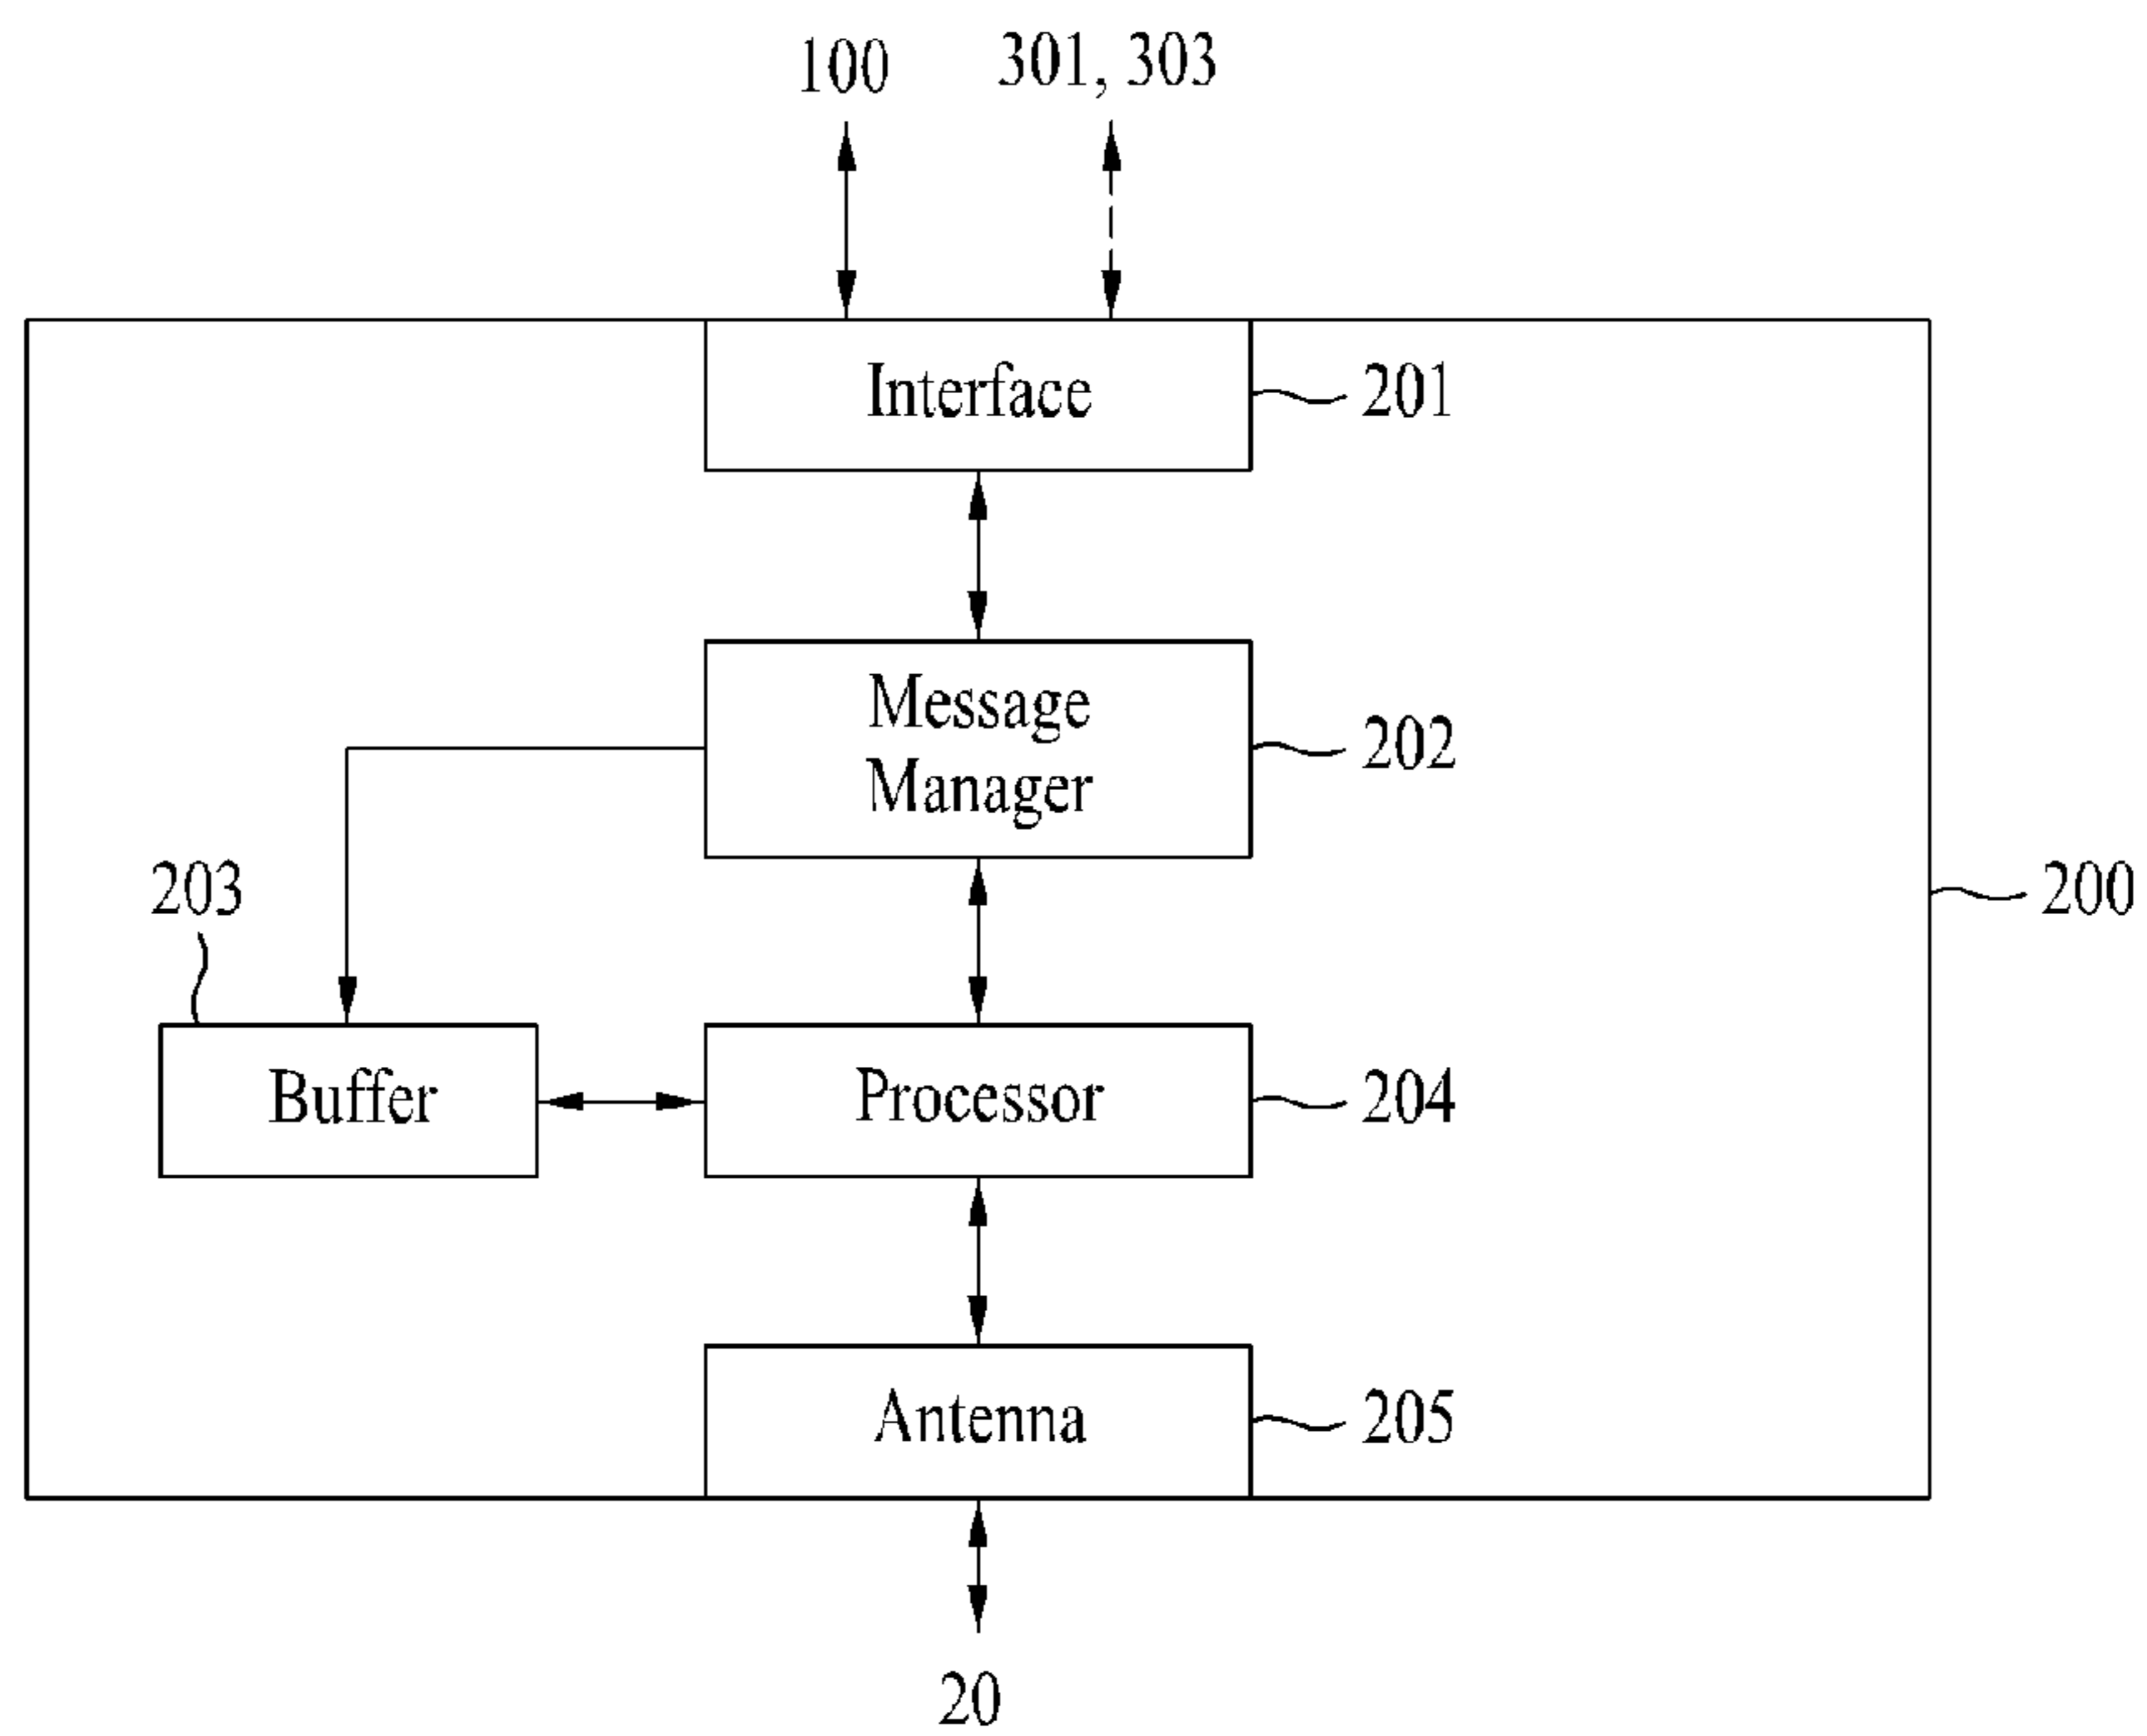 100
301, 303
Interface
201
Message
Manager
202
203
200
Buffer
Processor
204
Antenna
205
20